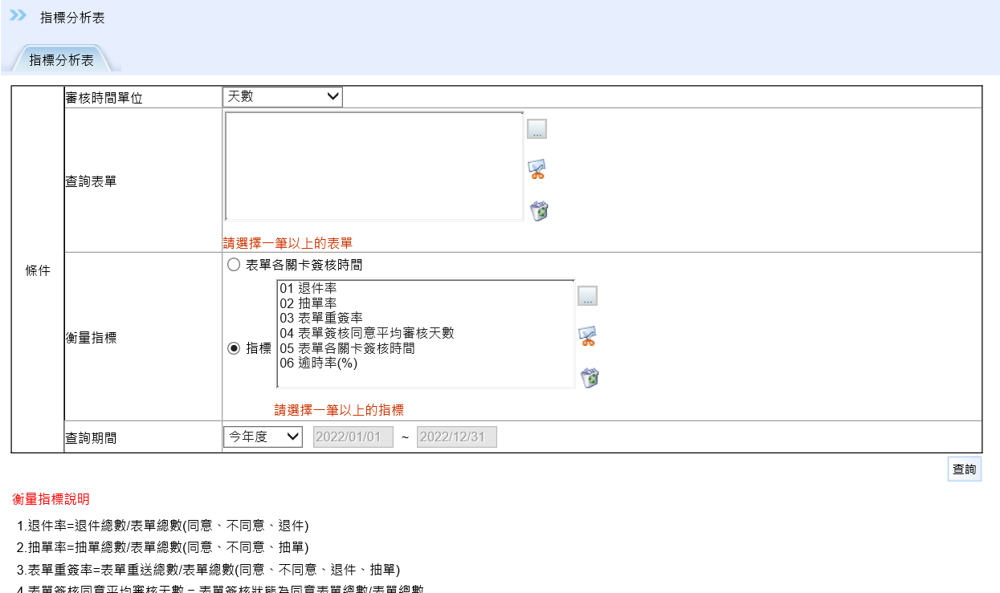 指標分析表
指標分析表
審核時間單位
天數
...
查詢表單
請選擇一筆以上的表單
條件
表單各關卡簽核時間
01 退件率
02 抽單率
03 表單重簽率
04 表單簽核同意平均審核天數
05 表單各關卡簽核時間
06 逾時率(%)
...
衡量指標
指標
請選擇一筆以上的指標
查詢期間
今年度
2022/01/01 ~ 2022/12/31
查詢
衡量指標說明
1.退件率=退件總數/表單總數(同意、不同意、退件)
2.抽單率=抽單總數/表單總數(同意、不同意、抽單)
3.表單重簽率=表單重送總數/表單總數(同意、不同意、退件、抽單)
4.表單簽核同意平均審核天數 = 表單簽核狀態為同意表單總數/表單總數